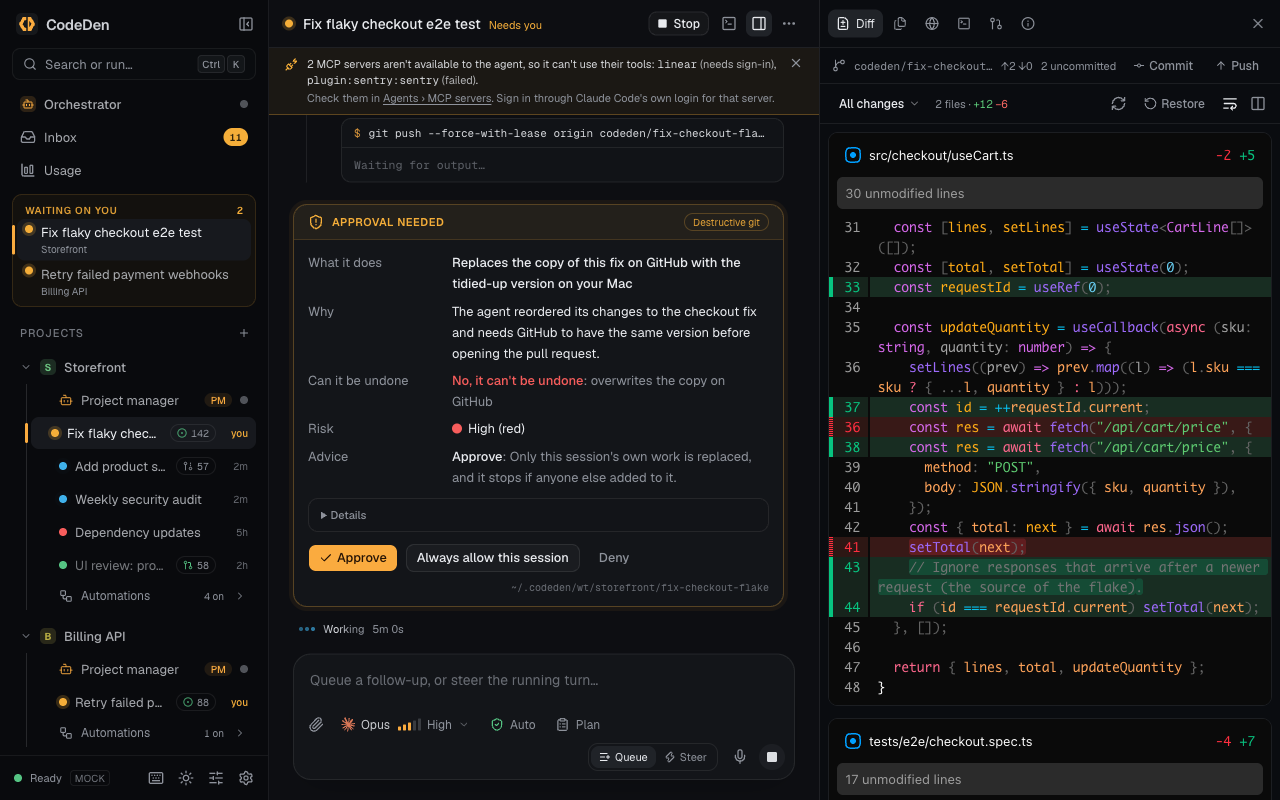 CodeDen
Search or run… Ctrl K
Orchestrator
Inbox 11
Usage
WAITING ON YOU 2
Fix flaky checkout e2e test
Storefront
Retry failed payment webhooks
Billing API
PROJECTS
S Storefront
Project manager PM
Fix flaky chec… 142 you
Add product s… 57 2m
Weekly security audit 2m
Dependency updates 5h
UI review: pro… 58 2h
Automations 4 on
B Billing API
Project manager PM
Retry failed p… 88 you
Automations 1 on
Ready MOCK
Fix flaky checkout e2e test Needs you
Stop
2 MCP servers aren't available to the agent, so it can't use their tools: linear (needs sign-in),
plugin:sentry:sentry (failed).
Check them in Agents › MCP servers. Sign in through Claude Code's own login for that server.
$ git push --force-with-lease origin codeden/fix-checkout-fla…
Waiting for output…
APPROVAL NEEDED Destructive git
What it does Replaces the copy of this fix on GitHub with the
tidied-up version on your Mac
Why The agent reordered its changes to the checkout fix
and needs GitHub to have the same version before
opening the pull request.
Can it be undone No, it can't be undone: overwrites the copy on
GitHub
Risk High (red)
Advice Approve: Only this session's own work is replaced,
and it stops if anyone else added to it.
Details
Approve Always allow this session Deny
~/.codeden/wt/storefront/fix-checkout-flake
Working 5m 0s
Queue a follow-up, or steer the running turn…
Opus High Auto Plan
Queue Steer
Diff
codeden/fix-checkout… ↑2↓0 2 uncommitted Commit Push
All changes 2 files · +12 −6 Restore
src/checkout/useCart.ts -2 +5
30 unmodified lines
31 const [lines, setLines] = useState<CartLine[]>
([]);
32 const [total, setTotal] = useState(0);
33 const requestId = useRef(0);
34
35 const updateQuantity = useCallback(async (sku:
string, quantity: number) => {
36 setLines((prev) => prev.map((l) => (l.sku ===
sku ? { ...l, quantity } : l)));
37 const id = ++requestId.current;
36 const res = await fetch("/api/cart/price", {
38 const res = await fetch("/api/cart/price", {
39 method: "POST",
40 body: JSON.stringify({ sku, quantity }),
41 });
42 const { total: next } = await res.json();
41 setTotal(next);
43 // Ignore responses that arrive after a newer
request (the source of the flake).
44 if (id === requestId.current) setTotal(next);
45 }, []);
46
47 return { lines, total, updateQuantity };
48 }
tests/e2e/checkout.spec.ts -4 +7
17 unmodified lines